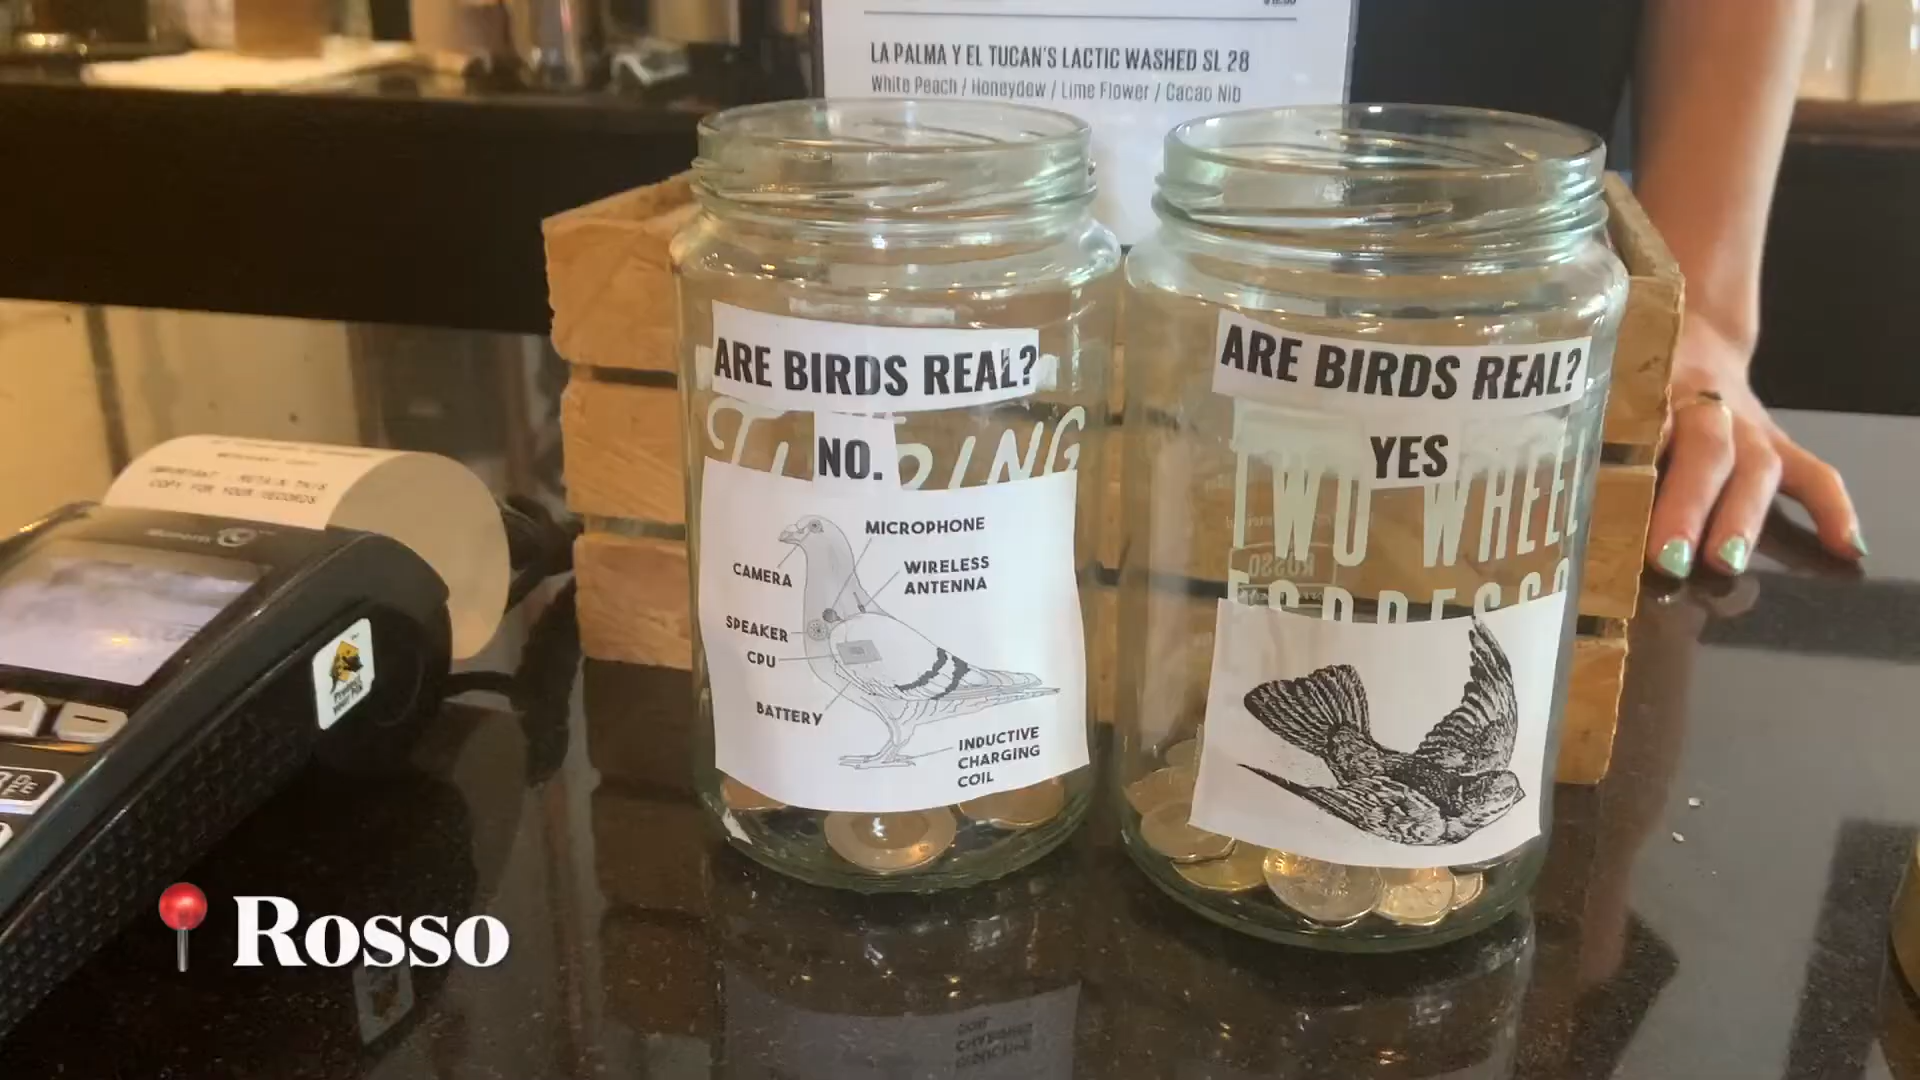 LA PALMA Y EL TUCAN'S LACTIC WASHED SL 28
White Peach / Honeydew / Lime Flower / Cacao Nib
ARE BIRDS REAL?
NO.
MICROPHONE
CAMERA
WIRELESS
ANTENNA
SPEAKER
CPU
BATTERY
INDUCTIVE
CHARGING
COIL
ARE BIRDS REAL?
YES
TWO WHEEL
ESPRESSO
ROSSO
IMPORTANT - RETAIN THIS
COPY FOR YOUR RECORDS
Rosso